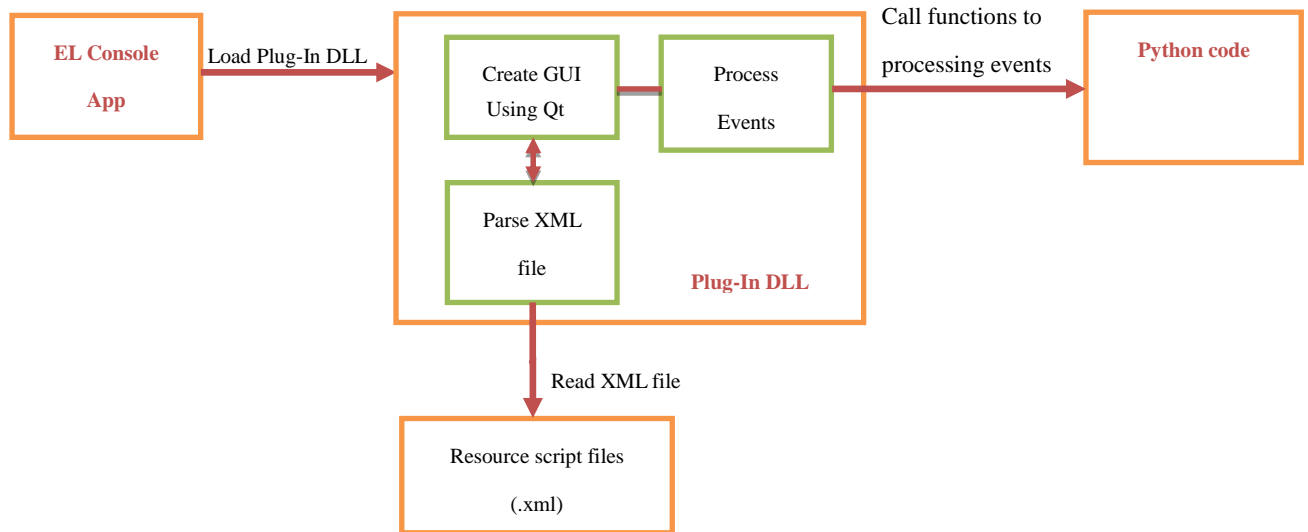 EL Console
App
Load Plug-In DLL
Create GUI
Using Qt
Process
Events
Call functions to
processing events
Python code
Parse XML
file
Plug-In DLL
Read XML file
Resource script files
(.xml)